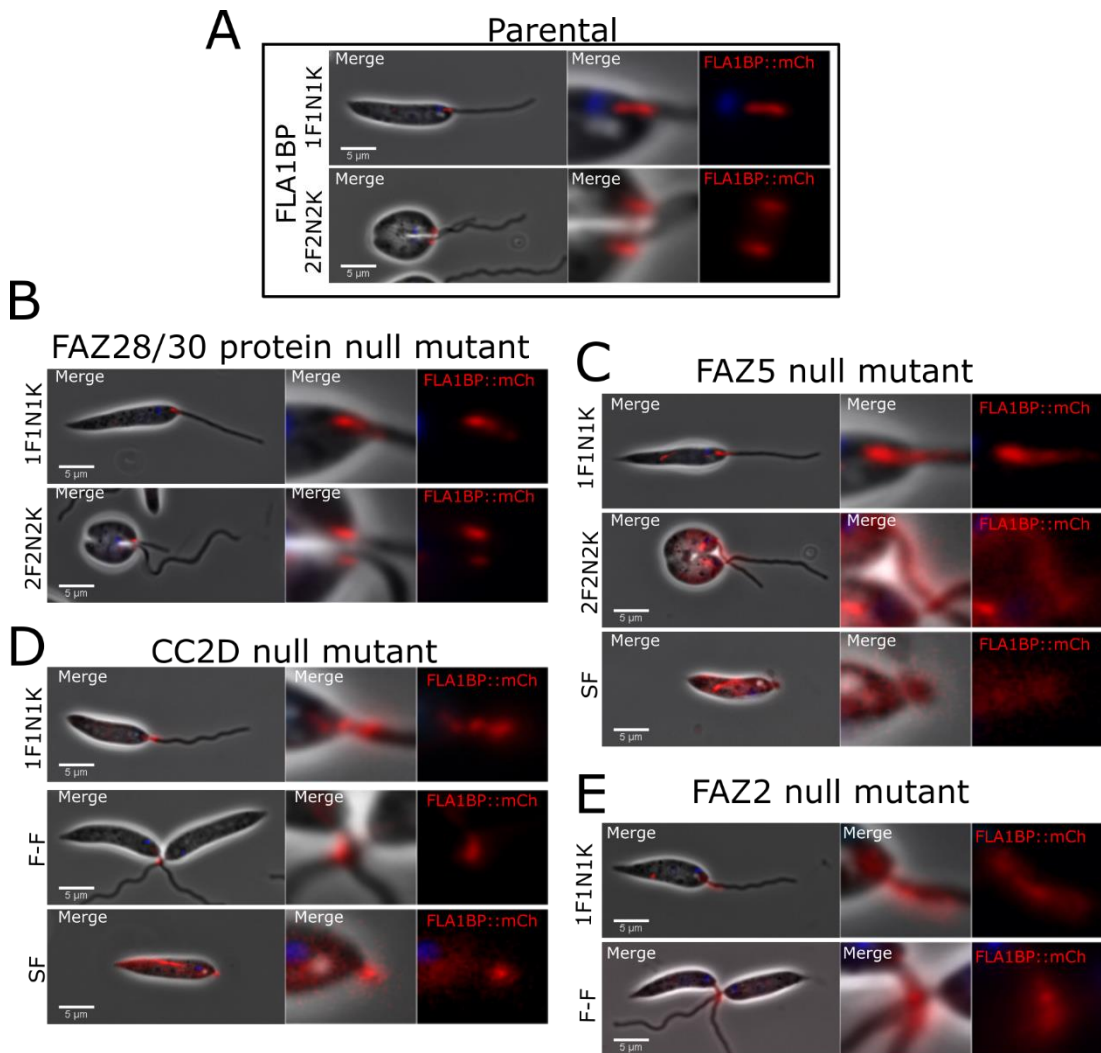 A
Parental
FLA1BP
1F1N1K
Merge
Merge
FLA1BP::mCh
5 µm
2F2N2K
Merge
Merge
FLA1BP::mCh
5 µm
B
FAZ28/30 protein null mutant
1F1N1K
Merge
Merge
FLA1BP::mCh
5 µm
2F2N2K
Merge
Merge
FLA1BP::mCh
5 µm
C
FAZ5 null mutant
1F1N1K
Merge
Merge
FLA1BP::mCh
5 µm
2F2N2K
Merge
Merge
FLA1BP::mCh
5 µm
SF
Merge
Merge
FLA1BP::mCh
5 µm
D
CC2D null mutant
1F1N1K
Merge
Merge
FLA1BP::mCh
5 µm
F-F
Merge
Merge
FLA1BP::mCh
5 µm
SF
Merge
Merge
FLA1BP::mCh
5 µm
E
FAZ2 null mutant
1F1N1K
Merge
Merge
FLA1BP::mCh
5 µm
F-F
Merge
Merge
FLA1BP::mCh
5 µm